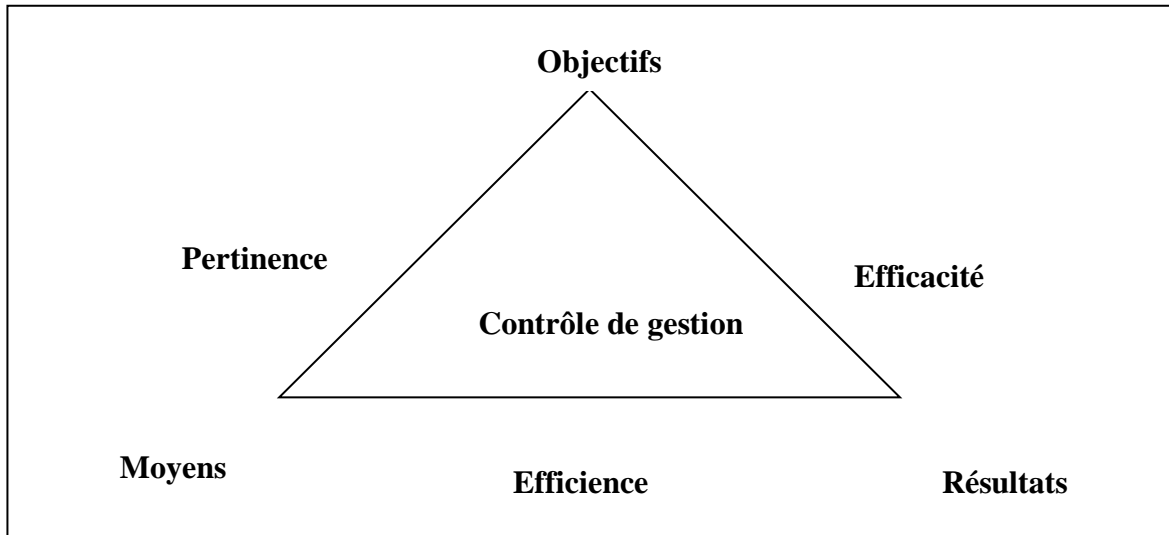 Objectifs
Pertinence
Efficacité
Contrôle de gestion
Moyens
Efficience
Résultats